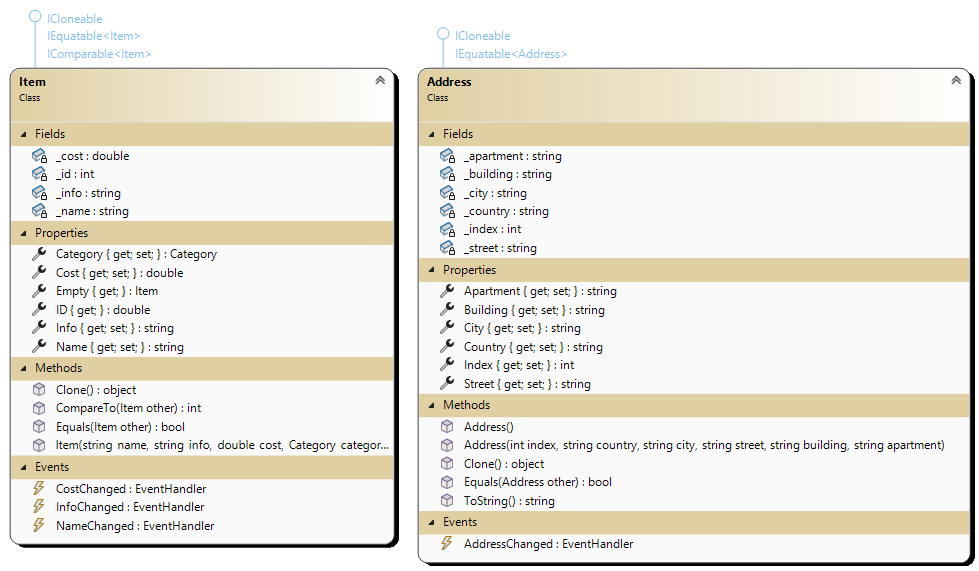 ICloneable
IEquatable<Item>
IComparable<Item>
Item
Class
Fields
_cost : double
_id : int
_info : string
_name : string
Properties
Category { get; set; } : Category
Cost { get; set; } : double
Empty { get; } : Item
ID { get; } : double
Info { get; set; } : string
Name { get; set; } : string
Methods
Clone() : object
CompareTo(Item other) : int
Equals(Item other) : bool
Item(string name, string info, double cost, Category categor...
Events
CostChanged : EventHandler
InfoChanged : EventHandler
NameChanged : EventHandler
ICloneable
IEquatable<Address>
Address
Class
Fields
_apartment : string
_building : string
_city : string
_country : string
_index : int
_street : string
Properties
Apartment { get; set; } : string
Building { get; set; } : string
City { get; set; } : string
Country { get; set; } : string
Index { get; set; } : int
Street { get; set; } : string
Methods
Address()
Address(int index, string country, string city, string street, string building, string apartment)
Clone() : object
Equals(Address other) : bool
ToString() : string
Events
AddressChanged : EventHandler